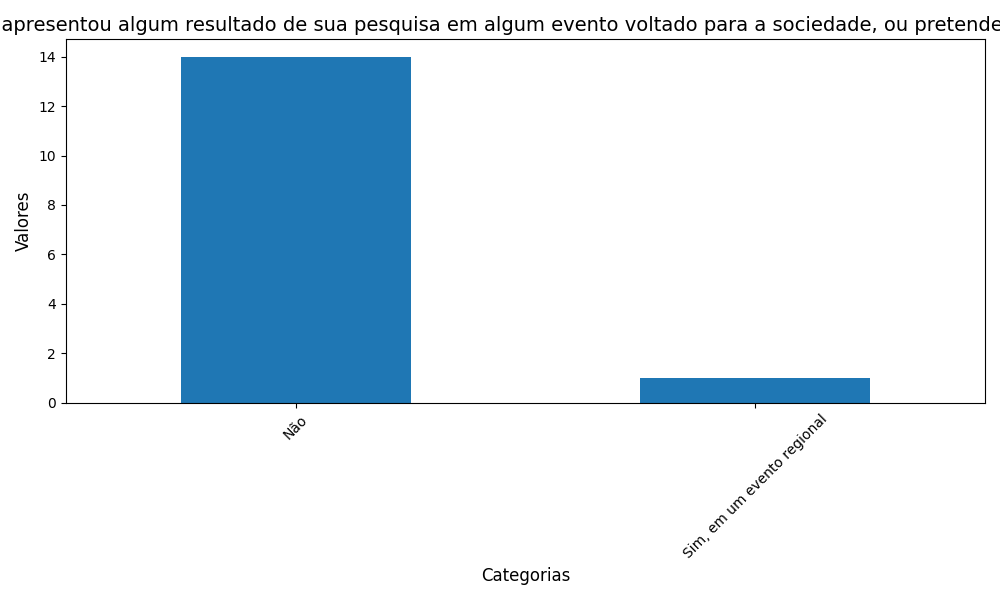 apresentou algum resultado de sua pesquisa em algum evento voltado para a sociedade, ou pretende
14
12
10
8
6
4
2
0
Valores
Não
Sim, em um evento regional
Categorias